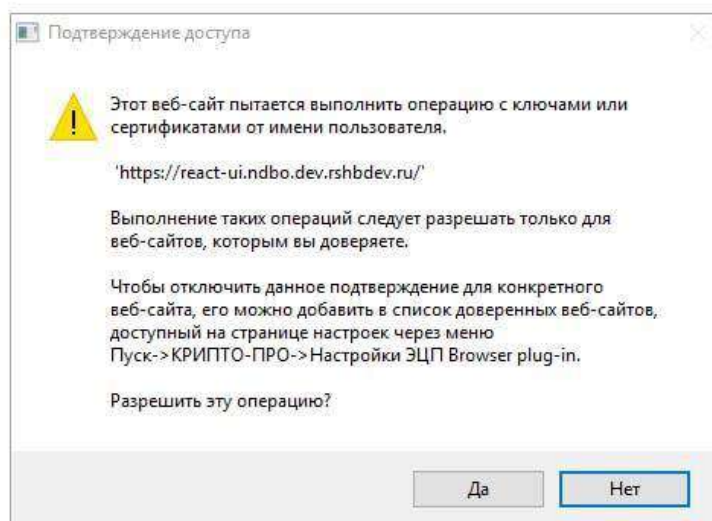 Подтверждение доступа
Этот веб-сайт пытается выполнить операцию с ключами или
сертификатами от имени пользователя.
'https://react-ui.ndbo.dev.rshbdev.ru/'
Выполнение таких операций следует разрешать только для
веб-сайтов, которым вы доверяете.
Чтобы отключить данное подтверждение для конкретного
веб-сайта, его можно добавить в список доверенных веб-сайтов,
доступный на странице настроек через меню
Пуск->КРИПТО-ПРО->Настройки ЭЦП Browser plug-in.
Разрешить эту операцию?
Да
Нет